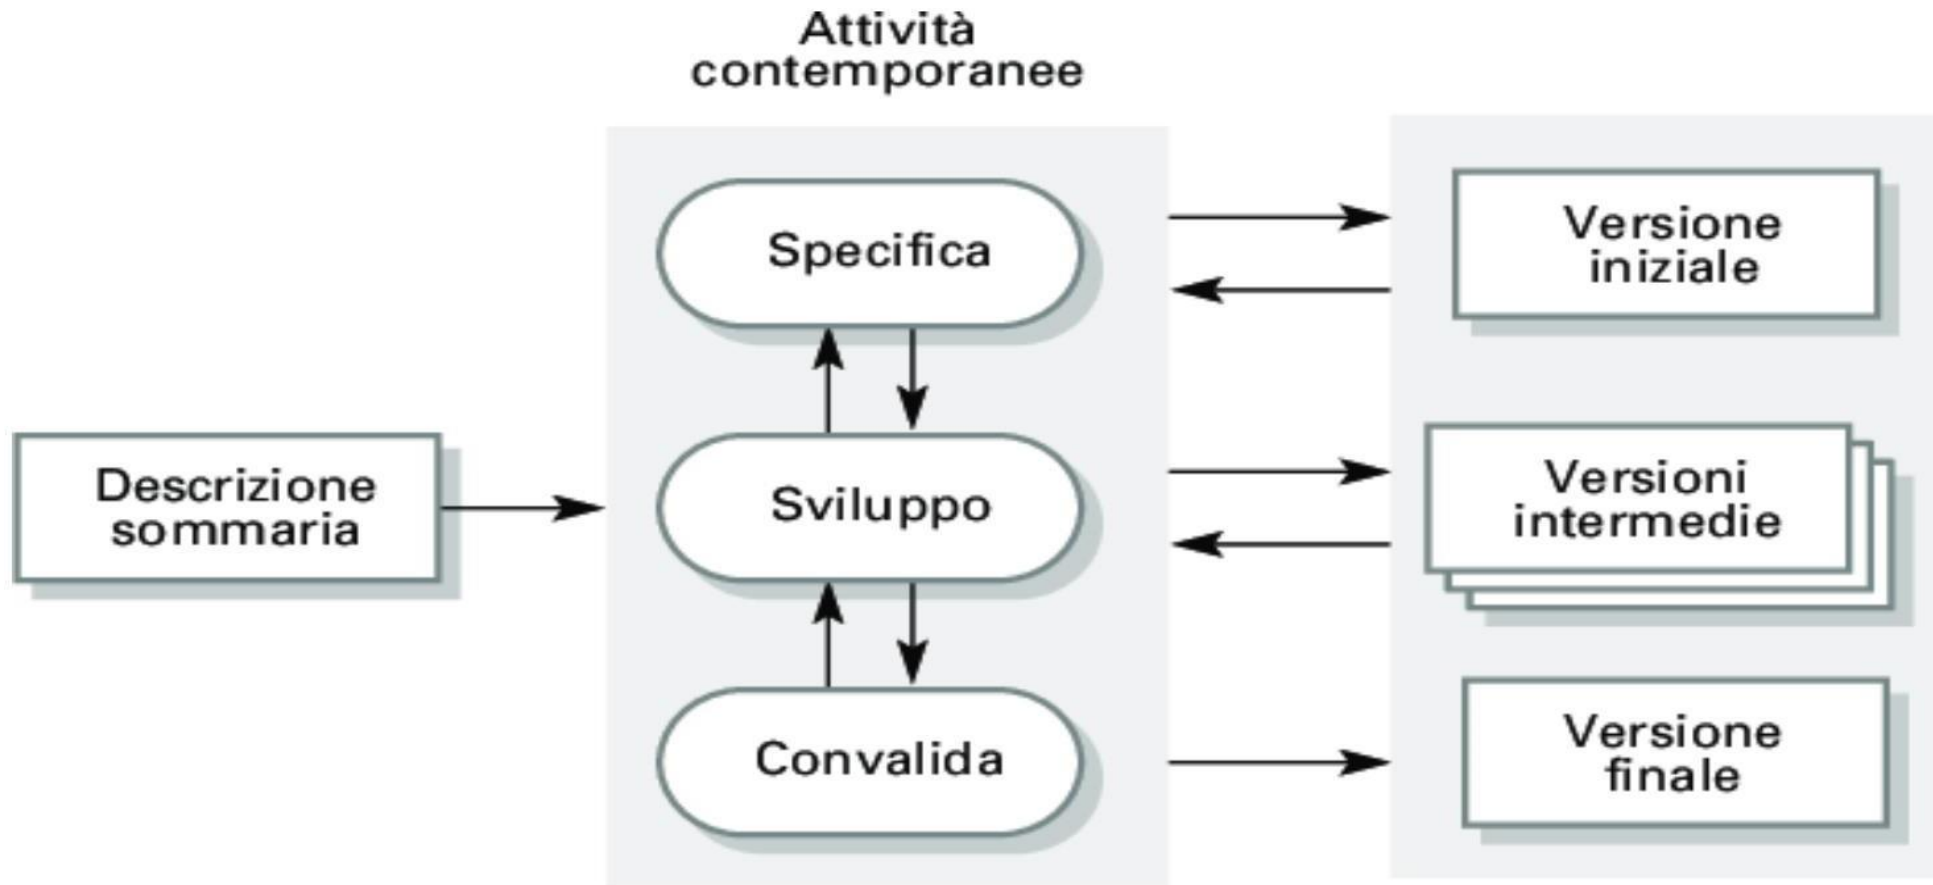 Attività
contemporanee
Specifica
Versione
iniziale
Descrizione
sommaria
Sviluppo
Versioni
intermedie
Convalida
Versione
finale